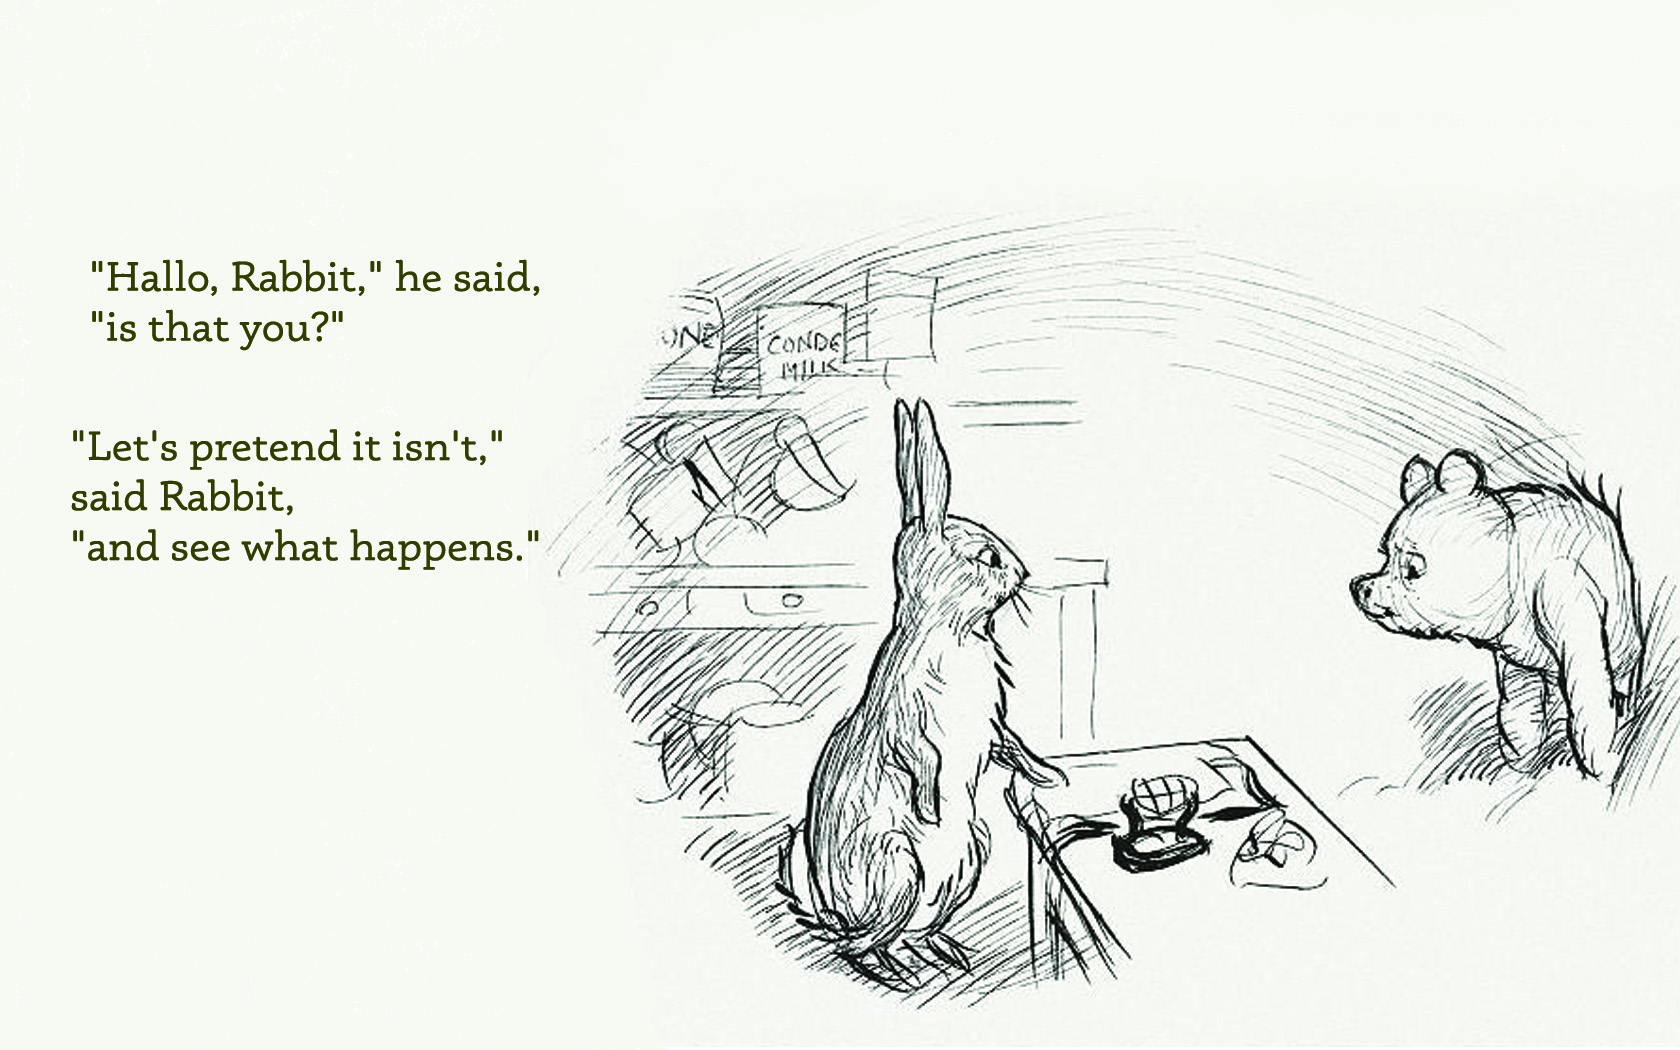 "Hallo, Rabbit," he said,
"is that you?"
"Let's pretend it isn't,"
said Rabbit,
"and see what happens."
ONE
CONDE
MILK